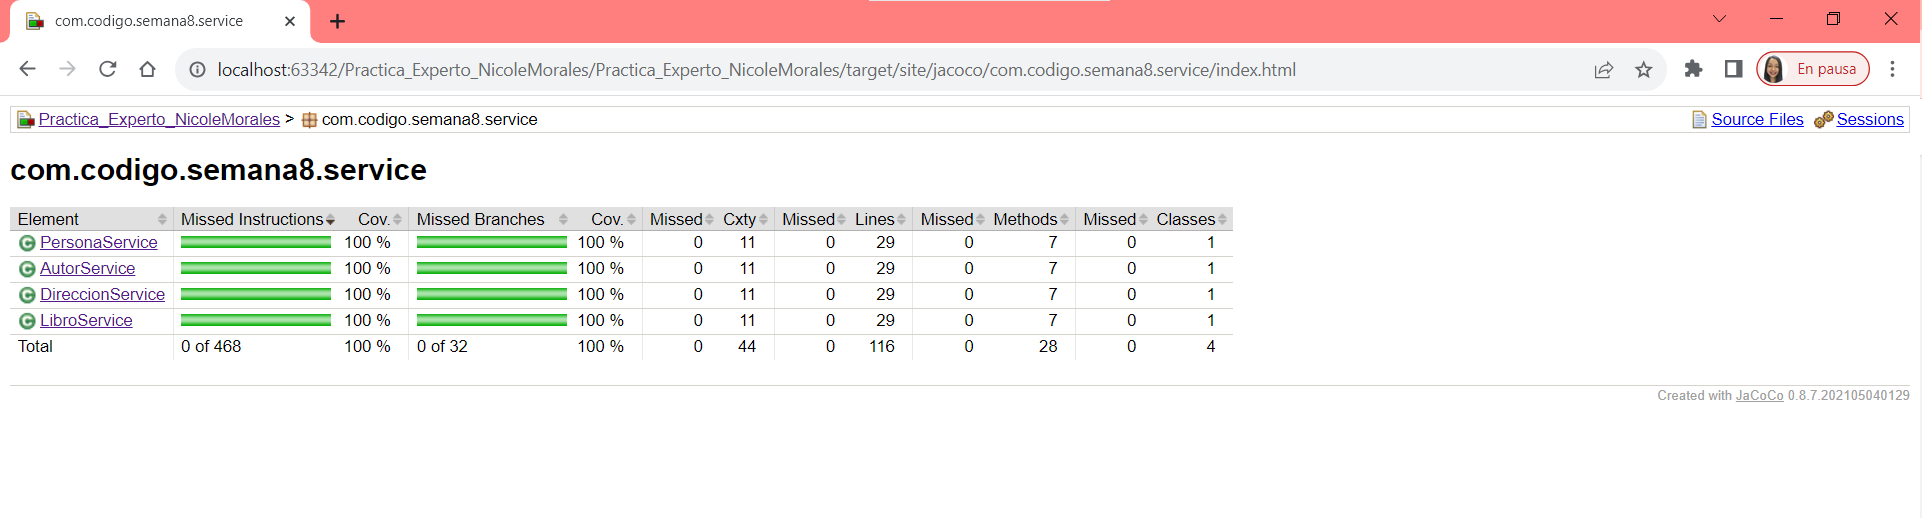 com.codigo.semana8.service
localhost:63342/Practica_Experto_NicoleMorales/Practica_Experto_NicoleMorales/target/site/jacoco/com.codigo.semana8.service/index.html En pausa
Practica_Experto_NicoleMorales > com.codigo.semana8.service Source Files Sessions
com.codigo.semana8.service
Element Missed Instructions Cov. Missed Branches Cov. Missed Cxty Missed Lines Missed Methods Missed Classes
C PersonaService 100 % 100 % 0 11 0 29 0 7 0 1
C AutorService 100 % 100 % 0 11 0 29 0 7 0 1
C DireccionService 100 % 100 % 0 11 0 29 0 7 0 1
C LibroService 100 % 100 % 0 11 0 29 0 7 0 1
Total 0 of 468 100 % 0 of 32 100 % 0 44 0 116 0 28 0 4
Created with JaCoCo 0.8.7.202105040129